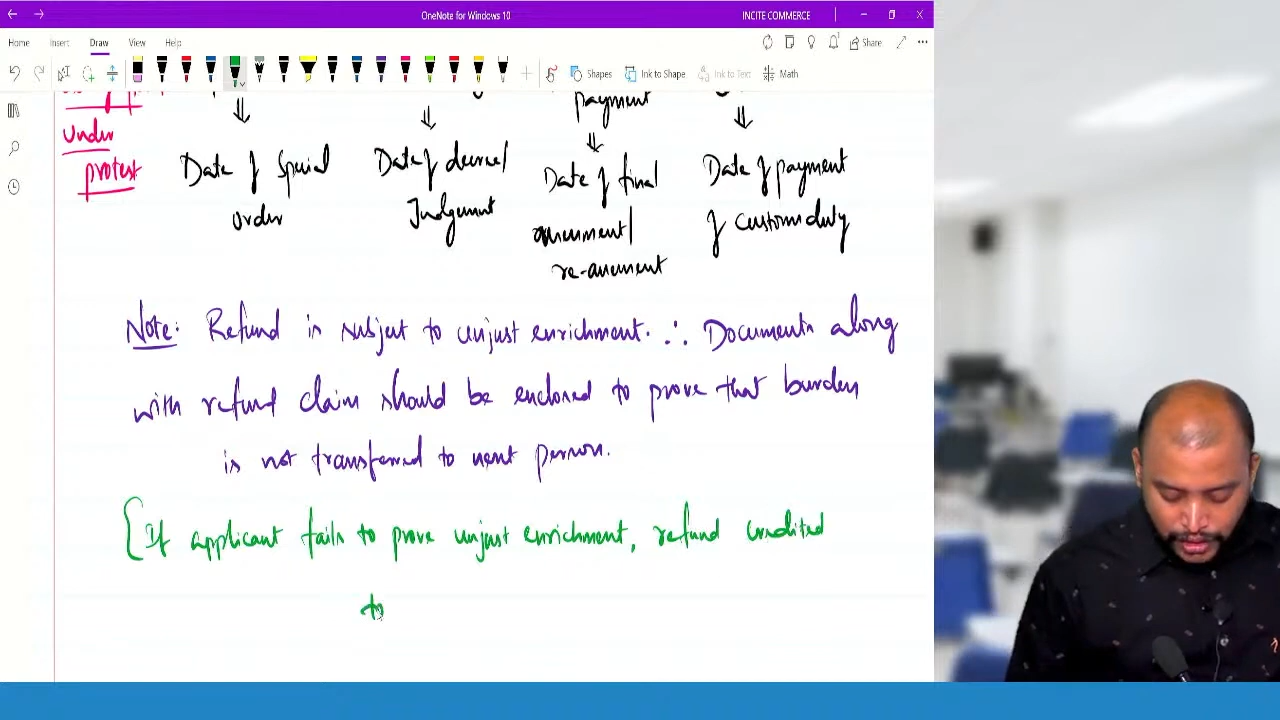 OneNote for Windows 10
INCITE COMMERCE
Home Insert Draw View Help
Share
Shapes Ink to Shape Ink to Text Math
payment
under
protest
Date of Special
order
Date of decree/
Judgement
Date of final
assessment/
re-assessment
Date of payment
of custom duty
Note: Refund is subject to unjust enrichment. ∴ Documents along
with refund claim should be enclosed to prove that burden
is not transferred to next person.
{If applicant fails to prove unjust enrichment, refund credited
to